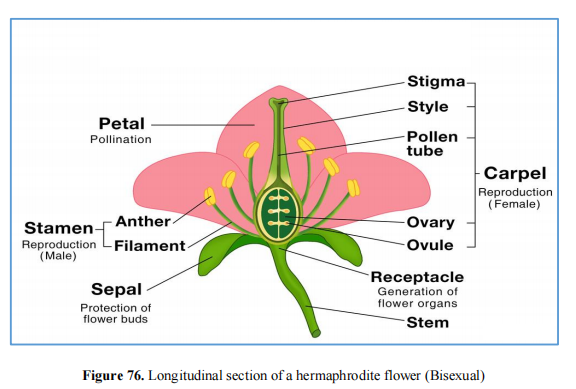 Stigma
Style
Petal
Pollination
Pollen
tube
Carpel
Reproduction
(Female)
Stamen
Reproduction
(Male)
Anther
Filament
Ovary
Ovule
Sepal
Protection of
flower buds
Receptacle
Generation of
flower organs
Stem
Figure 76. Longitudinal section of a hermaphrodite flower (Bisexual)